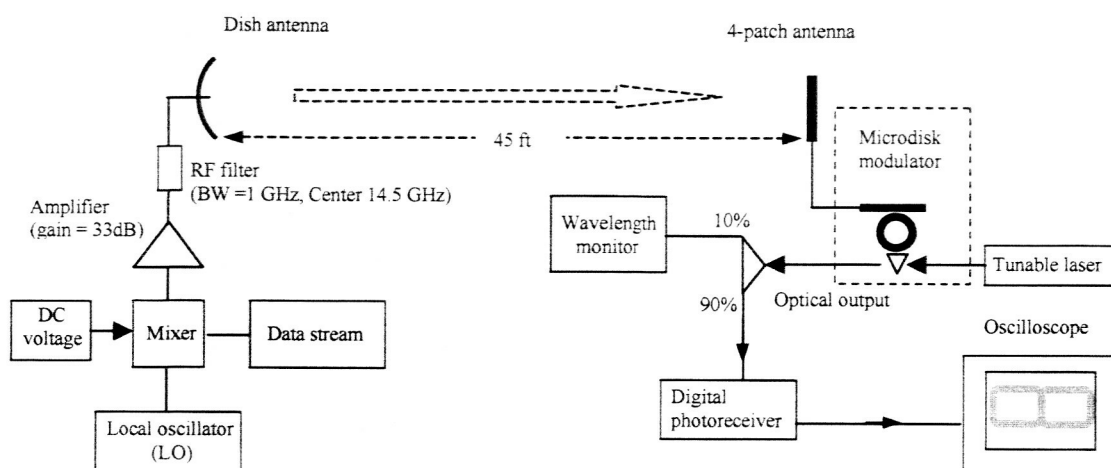 Dish antenna
4-patch antenna
45 ft
Microdisk
modulator
RF filter
(BW =1 GHz, Center 14.5 GHz)
Amplifier
(gain = 33dB)
Wavelength
monitor
10%
90%
Optical output
Tunable laser
DC
voltage
Mixer
Data stream
Oscilloscope
Digital
photoreceiver
Local oscillator
(LO)